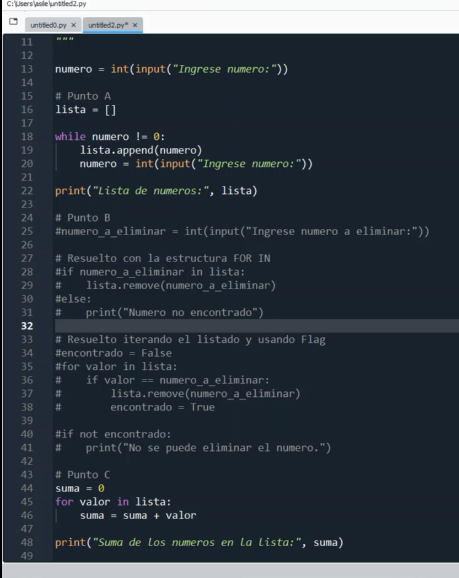 C:\Users\asile\untitled2.py
untitled0.py × untitled2.py* ×
11 """
12
13 numero = int(input("Ingrese numero:"))
14
15 # Punto A
16 lista = []
17
18 while numero != 0:
19     lista.append(numero)
20     numero = int(input("Ingrese numero:"))
21
22 print("Lista de numeros:", lista)
23
24 # Punto B
25 #numero_a_eliminar = int(input("Ingrese numero a eliminar:"))
26
27 # Resuelto con la estructura FOR IN
28 #if numero_a_eliminar in lista:
29 #    lista.remove(numero_a_eliminar)
30 #else:
31 #    print("Numero no encontrado")
32
33 # Resuelto iterando el listado y usando Flag
34 #encontrado = False
35 #for valor in lista:
36 #    if valor == numero_a_eliminar:
37 #        lista.remove(numero_a_eliminar)
38 #        encontrado = True
39
40 #if not encontrado:
41 #    print("No se puede eliminar el numero.")
42
43 # Punto C
44 suma = 0
45 for valor in lista:
46     suma = suma + valor
47
48 print("Suma de los numeros en la lista:", suma)
49